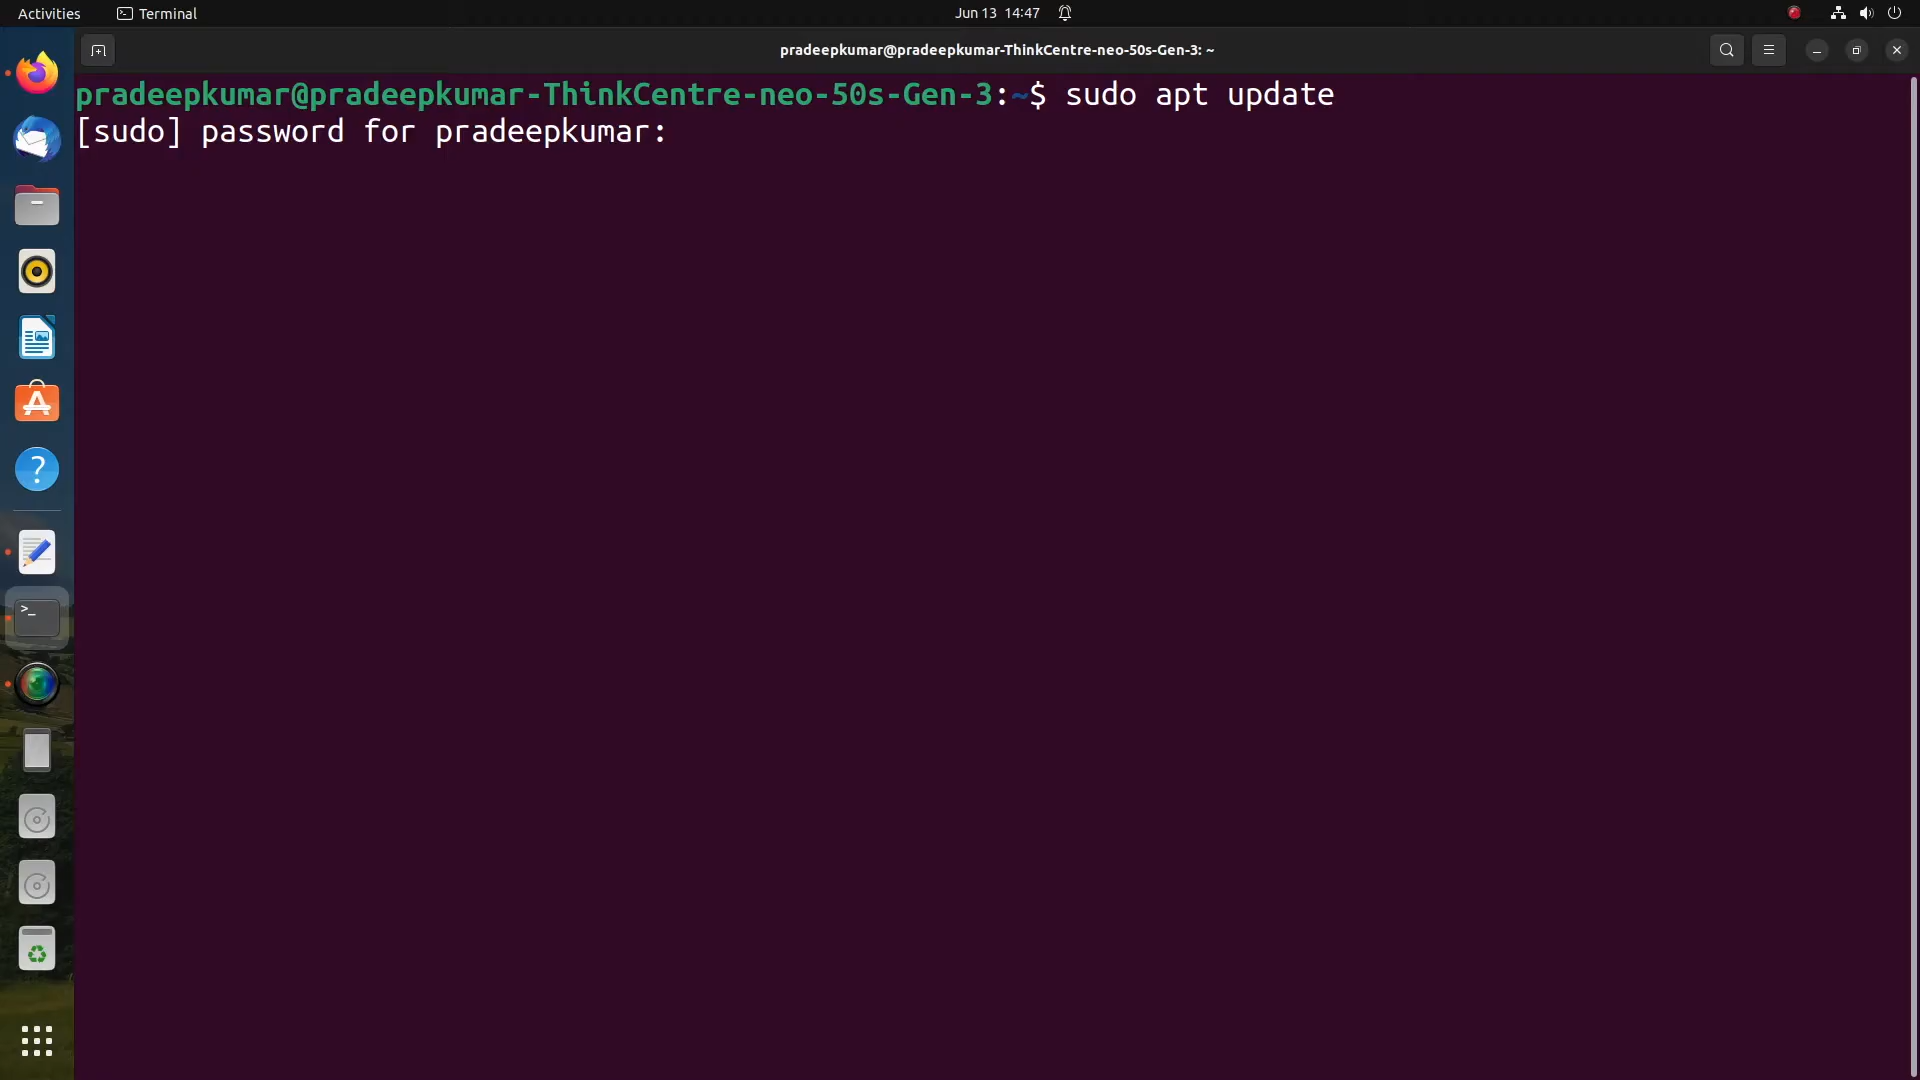 Activities Terminal Jun 13 14:47
pradeepkumar@pradeepkumar-ThinkCentre-neo-50s-Gen-3: ~
pradeepkumar@pradeepkumar-ThinkCentre-neo-50s-Gen-3:~$ sudo apt update
[sudo] password for pradeepkumar: